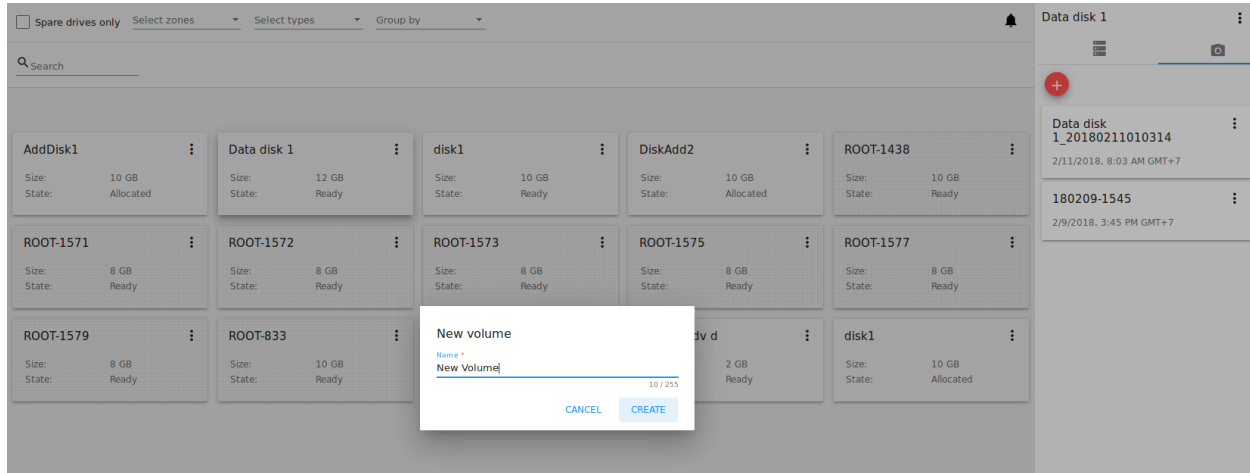 Spare drives only
Select zones
Select types
Group by
Search
AddDisk1
Size: 10 GB
State: Allocated
Data disk 1
Size: 12 GB
State: Ready
disk1
Size: 10 GB
State: Ready
DiskAdd2
Size: 10 GB
State: Allocated
ROOT-1438
Size: 10 GB
State: Ready
ROOT-1571
Size: 8 GB
State: Ready
ROOT-1572
Size: 8 GB
State: Ready
ROOT-1573
Size: 8 GB
State: Ready
ROOT-1575
Size: 8 GB
State: Ready
ROOT-1577
Size: 8 GB
State: Ready
ROOT-1579
Size: 8 GB
State: Ready
ROOT-833
Size: 10 GB
State: Ready
d
2 GB
Ready
disk1
Size: 10 GB
State: Allocated
New volume
Name *
New Volume
10 / 255
CANCEL
CREATE
Data disk 1
Data disk
1_20180211010314
2/11/2018, 8:03 AM GMT+7
180209-1545
2/9/2018, 3:45 PM GMT+7